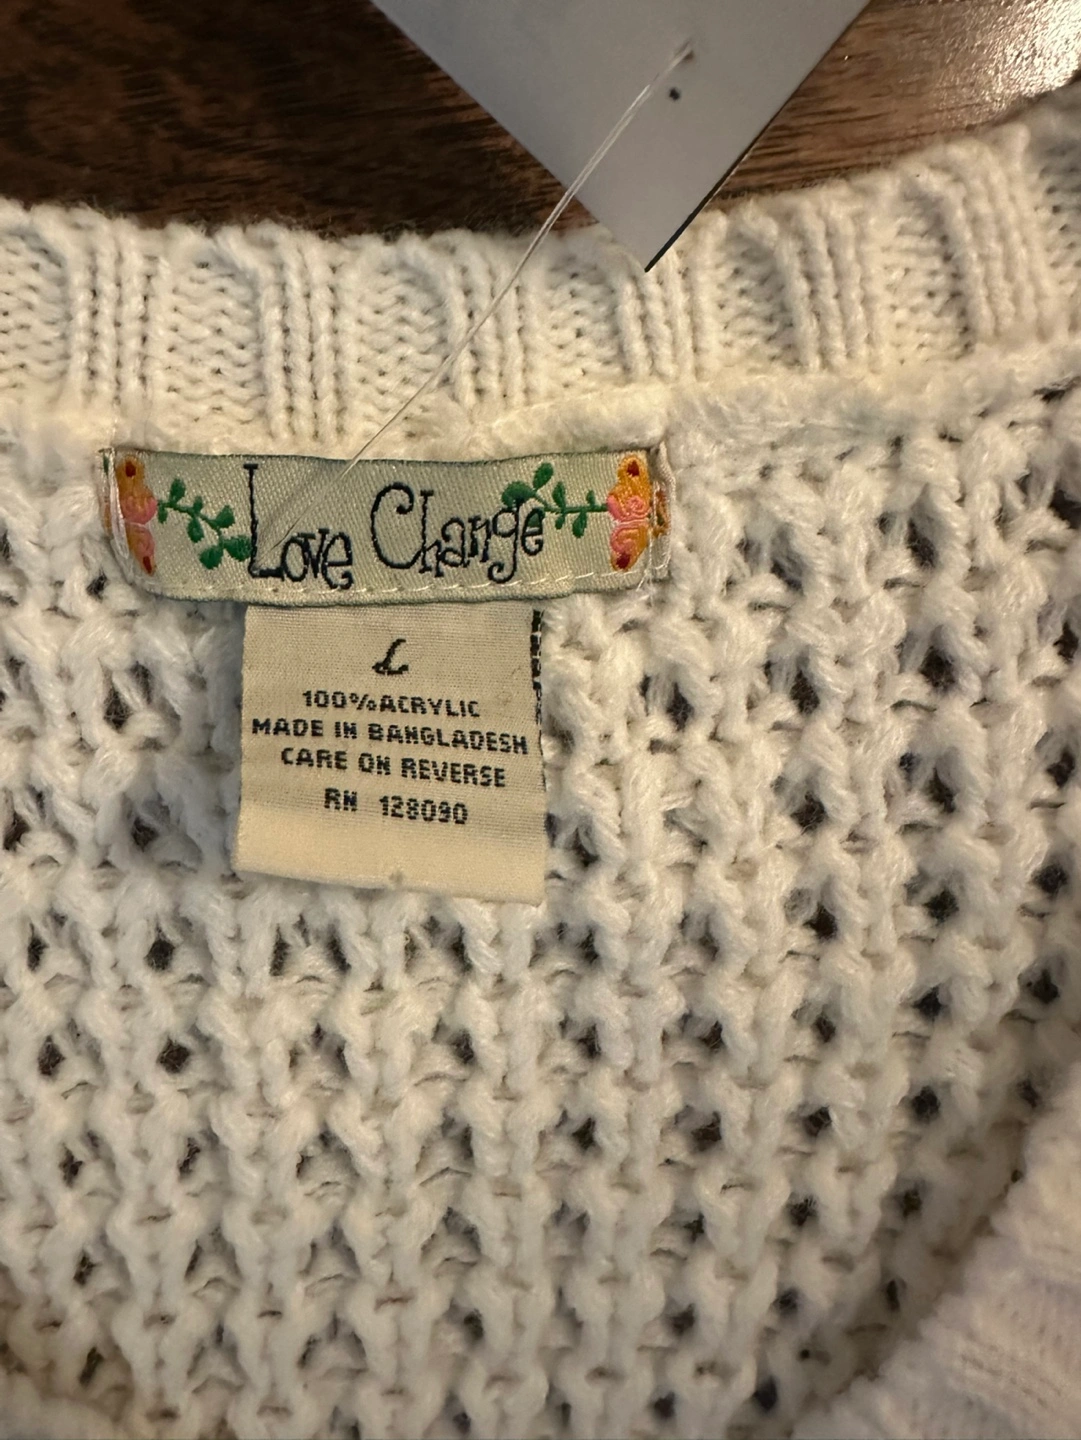 Love Change
L
100% ACRYLIC
MADE IN BANGLADESH
CARE ON REVERSE
RN 128090